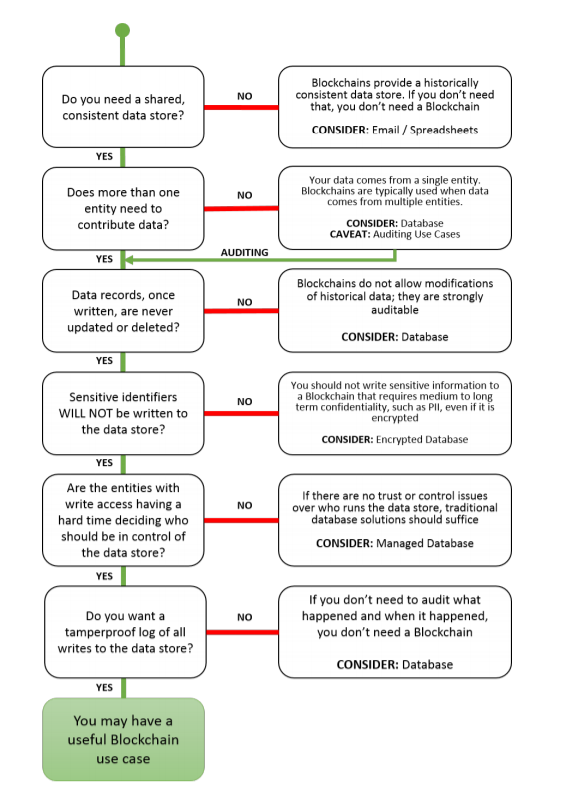 Do you need a shared,
consistent data store?
NO
Blockchains provide a historically
consistent data store. If you don't need
that, you don't need a Blockchain
CONSIDER: Email / Spreadsheets
YES
Does more than one
entity need to
contribute data?
NO
Your data comes from a single entity.
Blockchains are typically used when data
comes from multiple entities.
CONSIDER: Database
CAVEAT: Auditing Use Cases
YES
AUDITING
Data records, once
written, are never
updated or deleted?
NO
Blockchains do not allow modifications
of historical data; they are strongly
auditable
CONSIDER: Database
YES
Sensitive identifiers
WILL NOT be written to
the data store?
NO
You should not write sensitive information to
a Blockchain that requires medium to long
term confidentiality, such as PII, even if it is
encrypted
CONSIDER: Encrypted Database
YES
Are the entities with
write access having a
hard time deciding who
should be in control of
the data store?
NO
If there are no trust or control issues
over who runs the data store, traditional
database solutions should suffice
CONSIDER: Managed Database
YES
Do you want a
tamperproof log of all
writes to the data store?
NO
If you don't need to audit what
happened and when it happened,
you don't need a Blockchain
CONSIDER: Database
YES
You may have a
useful Blockchain
use case